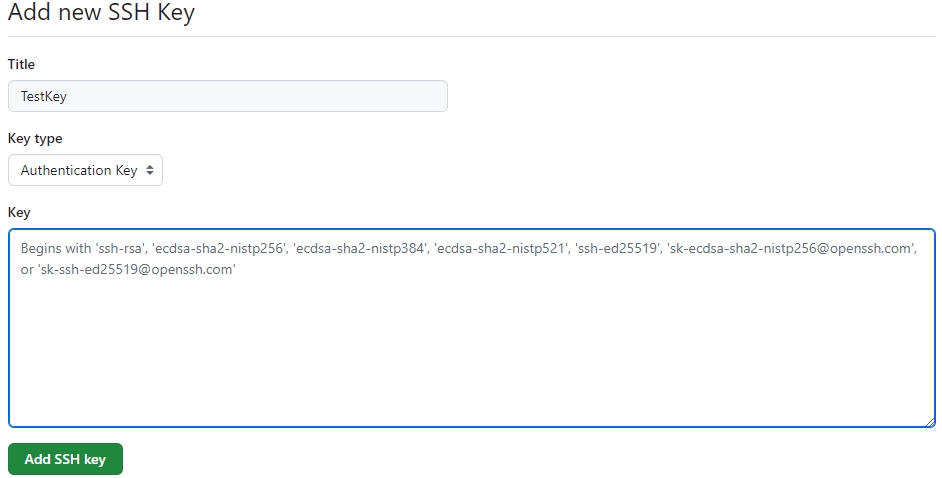 Add new SSH Key
Title
TestKey
Key type
Authentication Key
Key
Begins with 'ssh-rsa', 'ecdsa-sha2-nistp256', 'ecdsa-sha2-nistp384', 'ecdsa-sha2-nistp521', 'ssh-ed25519', 'sk-ecdsa-sha2-nistp256@openssh.com',
or 'sk-ssh-ed25519@openssh.com'
Add SSH key